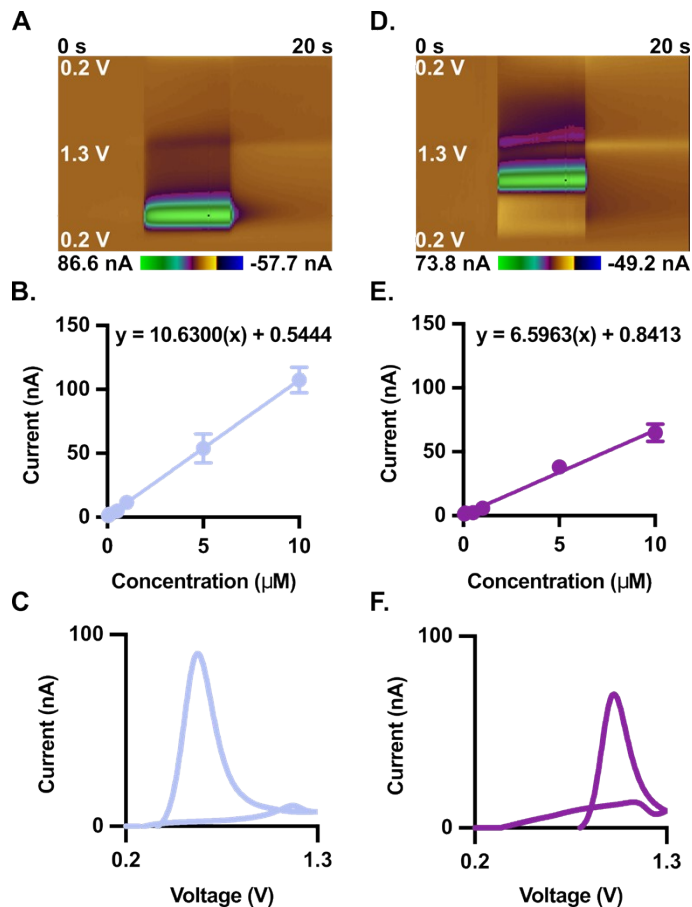 A
0 s 20 s
0.2 V
1.3 V
0.2 V
86.6 nA -57.7 nA
B.
y = 10.6300(x) + 0.5444
150
100
50
0
Current (nA)
0 5 10
Concentration (μM)
C
100
0
Current (nA)
0.2 1.3
Voltage (V)
D.
0 s 20 s
0.2 V
1.3 V
0.2 V
73.8 nA -49.2 nA
E.
y = 6.5963(x) + 0.8413
150
100
50
0
Current (nA)
0 5 10
Concentration (μM)
F.
100
0
Current (nA)
0.2 1.3
Voltage (V)